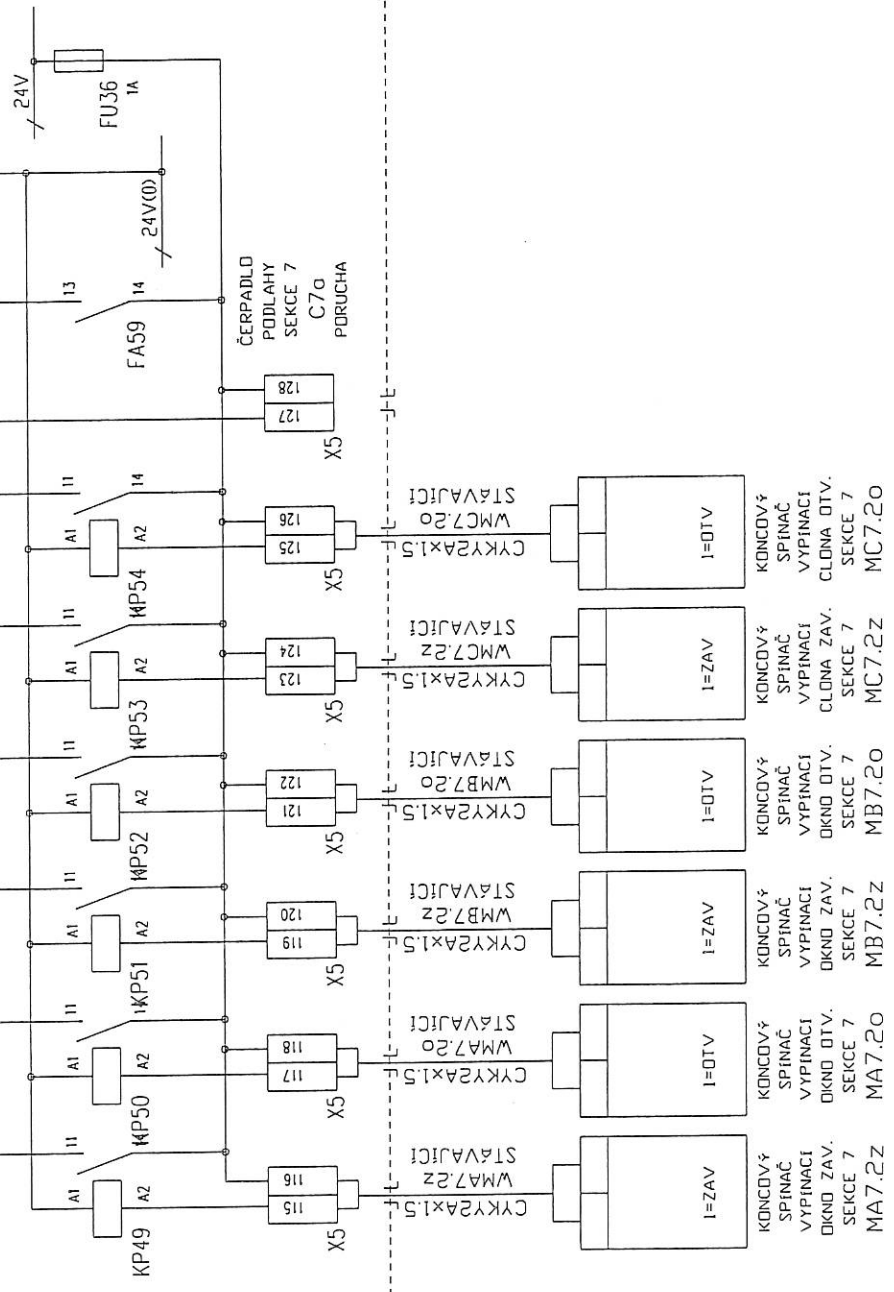 24V
FU36
1A
24V(0)
13
14
FA59
ČERPADLO
PODLAHY
SEKCE 7
C7a
PORUCHA
128
127
X5
11
14
A1
A2
KP54
126
125
X5
CYKY2Ax1.5
WMC7.2o
STÁVAJÍCÍ
1=OTV
KONCOVÝ
SPÍNAČ
VYPÍNACÍ
CLONA OTV.
SEKCE 7
MC7.2o
11
A1
A2
KP53
124
123
X5
CYKY2Ax1.5
WMC7.2z
STÁVAJÍCÍ
1=ZAV
KONCOVÝ
SPÍNAČ
VYPÍNACÍ
CLONA ZAV.
SEKCE 7
MC7.2z
11
A1
A2
KP52
122
121
X5
CYKY2Ax1.5
WMB7.2o
STÁVAJÍCÍ
1=OTV
KONCOVÝ
SPÍNAČ
VYPÍNACÍ
OKNO OTV.
SEKCE 7
MB7.2o
11
A1
A2
KP51
120
119
X5
CYKY2Ax1.5
WMB7.2z
STÁVAJÍCÍ
1=ZAV
KONCOVÝ
SPÍNAČ
VYPÍNACÍ
OKNO ZAV.
SEKCE 7
MB7.2z
11
A1
A2
KP50
118
117
X5
CYKY2Ax1.5
WMA7.2o
STÁVAJÍCÍ
1=OTV
KONCOVÝ
SPÍNAČ
VYPÍNACÍ
OKNO OTV.
SEKCE 7
MA7.2o
11
A1
A2
KP49
116
115
X5
CYKY2Ax1.5
WMA7.2z
STÁVAJÍCÍ
1=ZAV
KONCOVÝ
SPÍNAČ
VYPÍNACÍ
OKNO ZAV.
SEKCE 7
MA7.2z